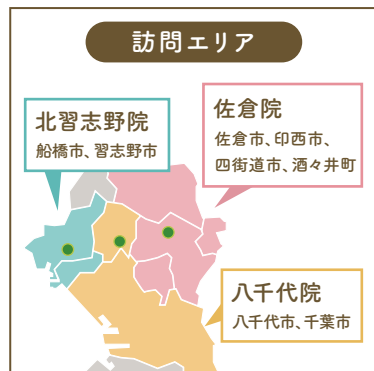 訪問エリア
北習志野院
船橋市、習志野市
佐倉院
佐倉市、印西市、
四街道市、酒々井町
八千代院
八千代市、千葉市